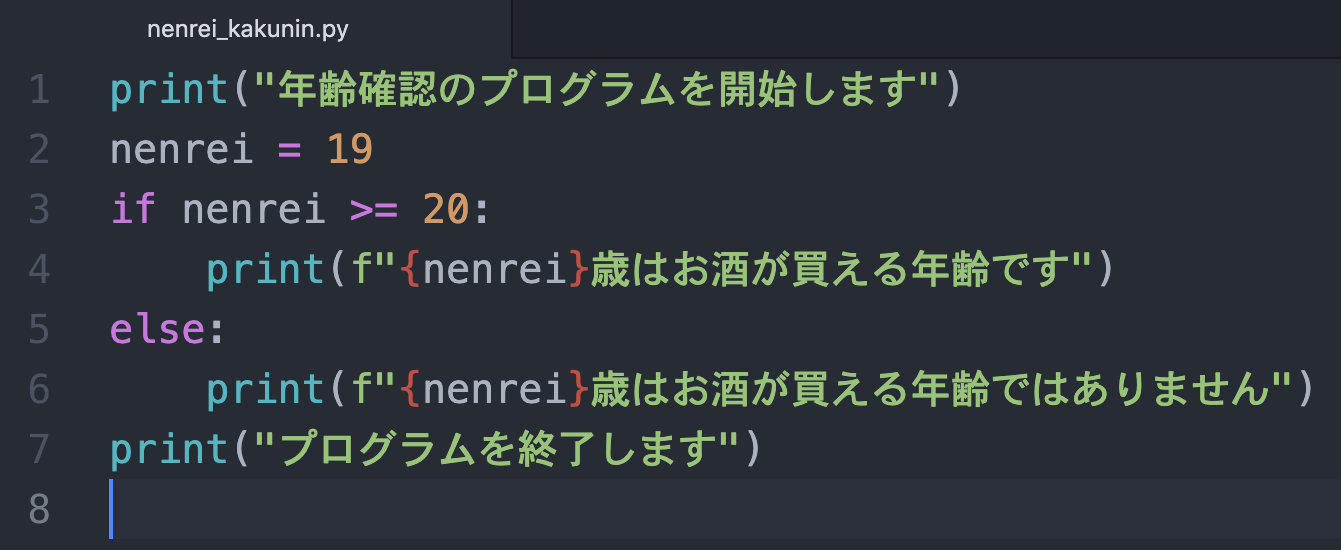 nenrei_kakunin.py
1 print("年齢確認のプログラムを開始します")
2 nenrei = 19
3 if nenrei >= 20:
4     print(f"{nenrei}歳はお酒が買える年齢です")
5 else:
6     print(f"{nenrei}歳はお酒が買える年齢ではありません")
7 print("プログラムを終了します")
8